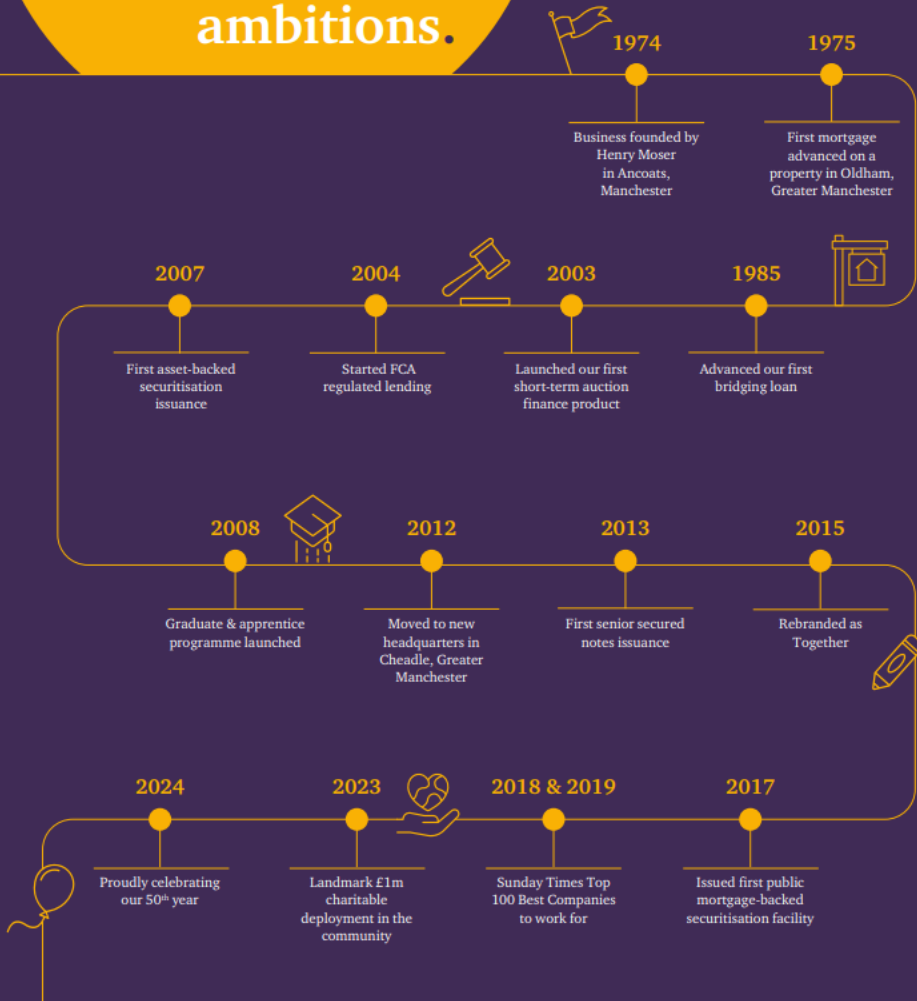 ambitions.
1974
Business founded by
Henry Moser
in Ancoats,
Manchester
1975
First mortgage
advanced on a
property in Oldham,
Greater Manchester
1985
Advanced our first
bridging loan
2003
Launched our first
short-term auction
finance product
2004
Started FCA
regulated lending
2007
First asset-backed
securitisation
issuance
2008
Graduate & apprentice
programme launched
2012
Moved to new
headquarters in
Cheadle, Greater
Manchester
2013
First senior secured
notes issuance
2015
Rebranded as
Together
2017
Issued first public
mortgage-backed
securitisation facility
2018 & 2019
Sunday Times Top
100 Best Companies
to work for
2023
Landmark £1m
charitable
deployment in the
community
2024
Proudly celebrating
our 50th year